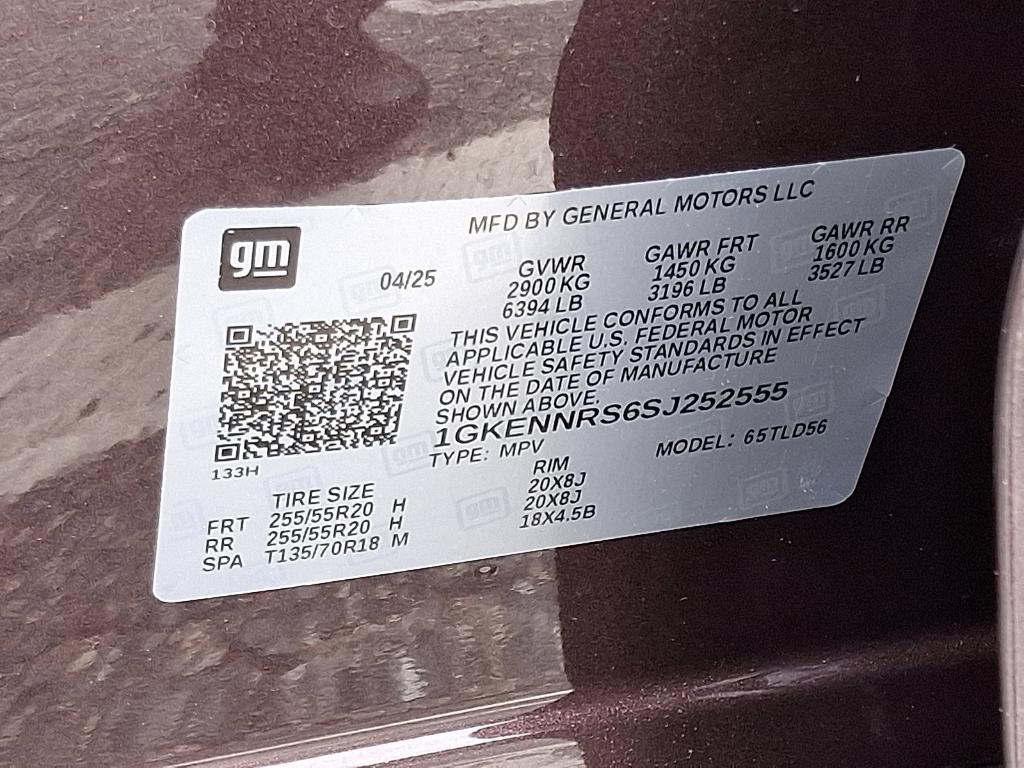 MFD BY GENERAL MOTORS LLC
gm
04/25
GVWR GAWR FRT GAWR RR
2900 KG 1450 KG 1600 KG
6394 LB 3196 LB 3527 LB
THIS VEHICLE CONFORMS TO ALL
APPLICABLE U.S. FEDERAL MOTOR
VEHICLE SAFETY STANDARDS IN EFFECT
ON THE DATE OF MANUFACTURE
SHOWN ABOVE.
1GKENNRS6SJ252555
TYPE: MPV MODEL: 65TLD56
133H
TIRE SIZE RIM
FRT 255/55R20 H 20X8J
RR 255/55R20 H 20X8J
SPA T135/70R18 M 18X4.5B